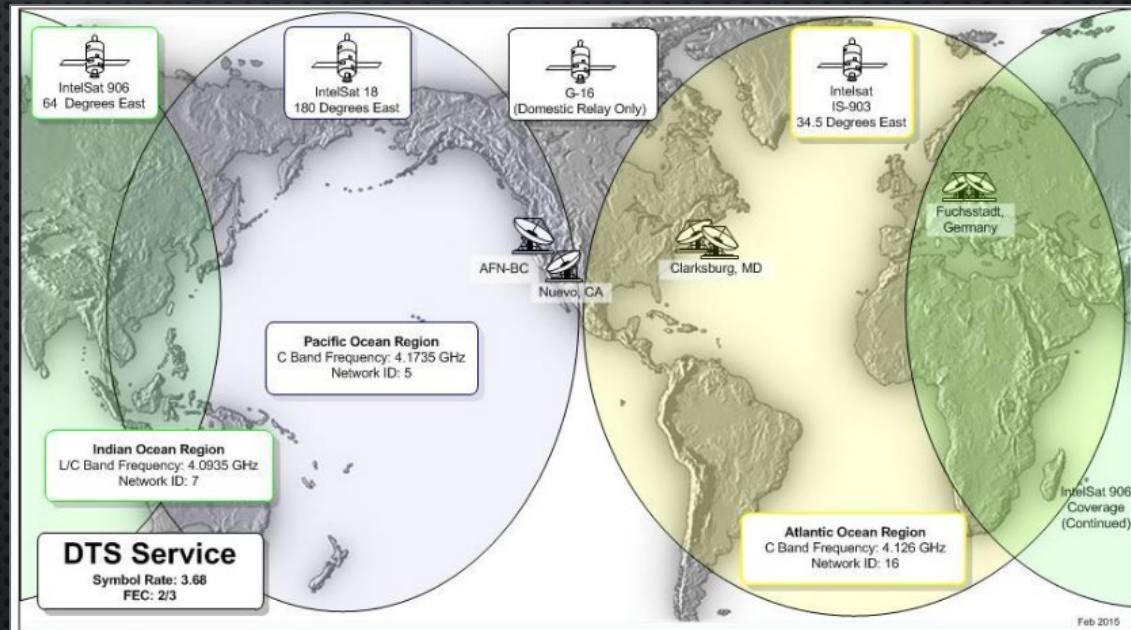 IntelSat 906
64 Degrees East
IntelSat 18
180 Degrees East
G-16
(Domestic Relay Only)
Intelsat
IS-903
34.5 Degrees East
Fuchsstadt,
Germany
AFN-BC
Nuevo, CA
Clarksburg, MD
Pacific Ocean Region
C Band Frequency: 4.1735 GHz
Network ID: 5
Indian Ocean Region
L/C Band Frequency: 4.0935 GHz
Network ID: 7
IntelSat 906
Coverage
(Continued)
Atlantic Ocean Region
C Band Frequency: 4.126 GHz
Network ID: 16
DTS Service
Symbol Rate: 3.68
FEC: 2/3
Feb 2015